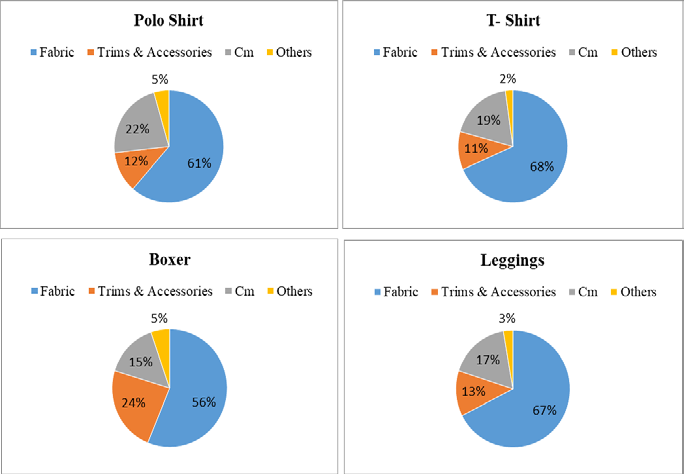 Polo Shirt
Fabric Trims & Accessories Cm Others
5%
22%
12%
61%
T- Shirt
Fabric Trims & Accessories Cm Others
2%
19%
11%
68%
Boxer
Fabric Trims & Accessories Cm Others
5%
15%
24%
56%
Leggings
Fabric Trims & Accessories Cm Others
3%
17%
13%
67%